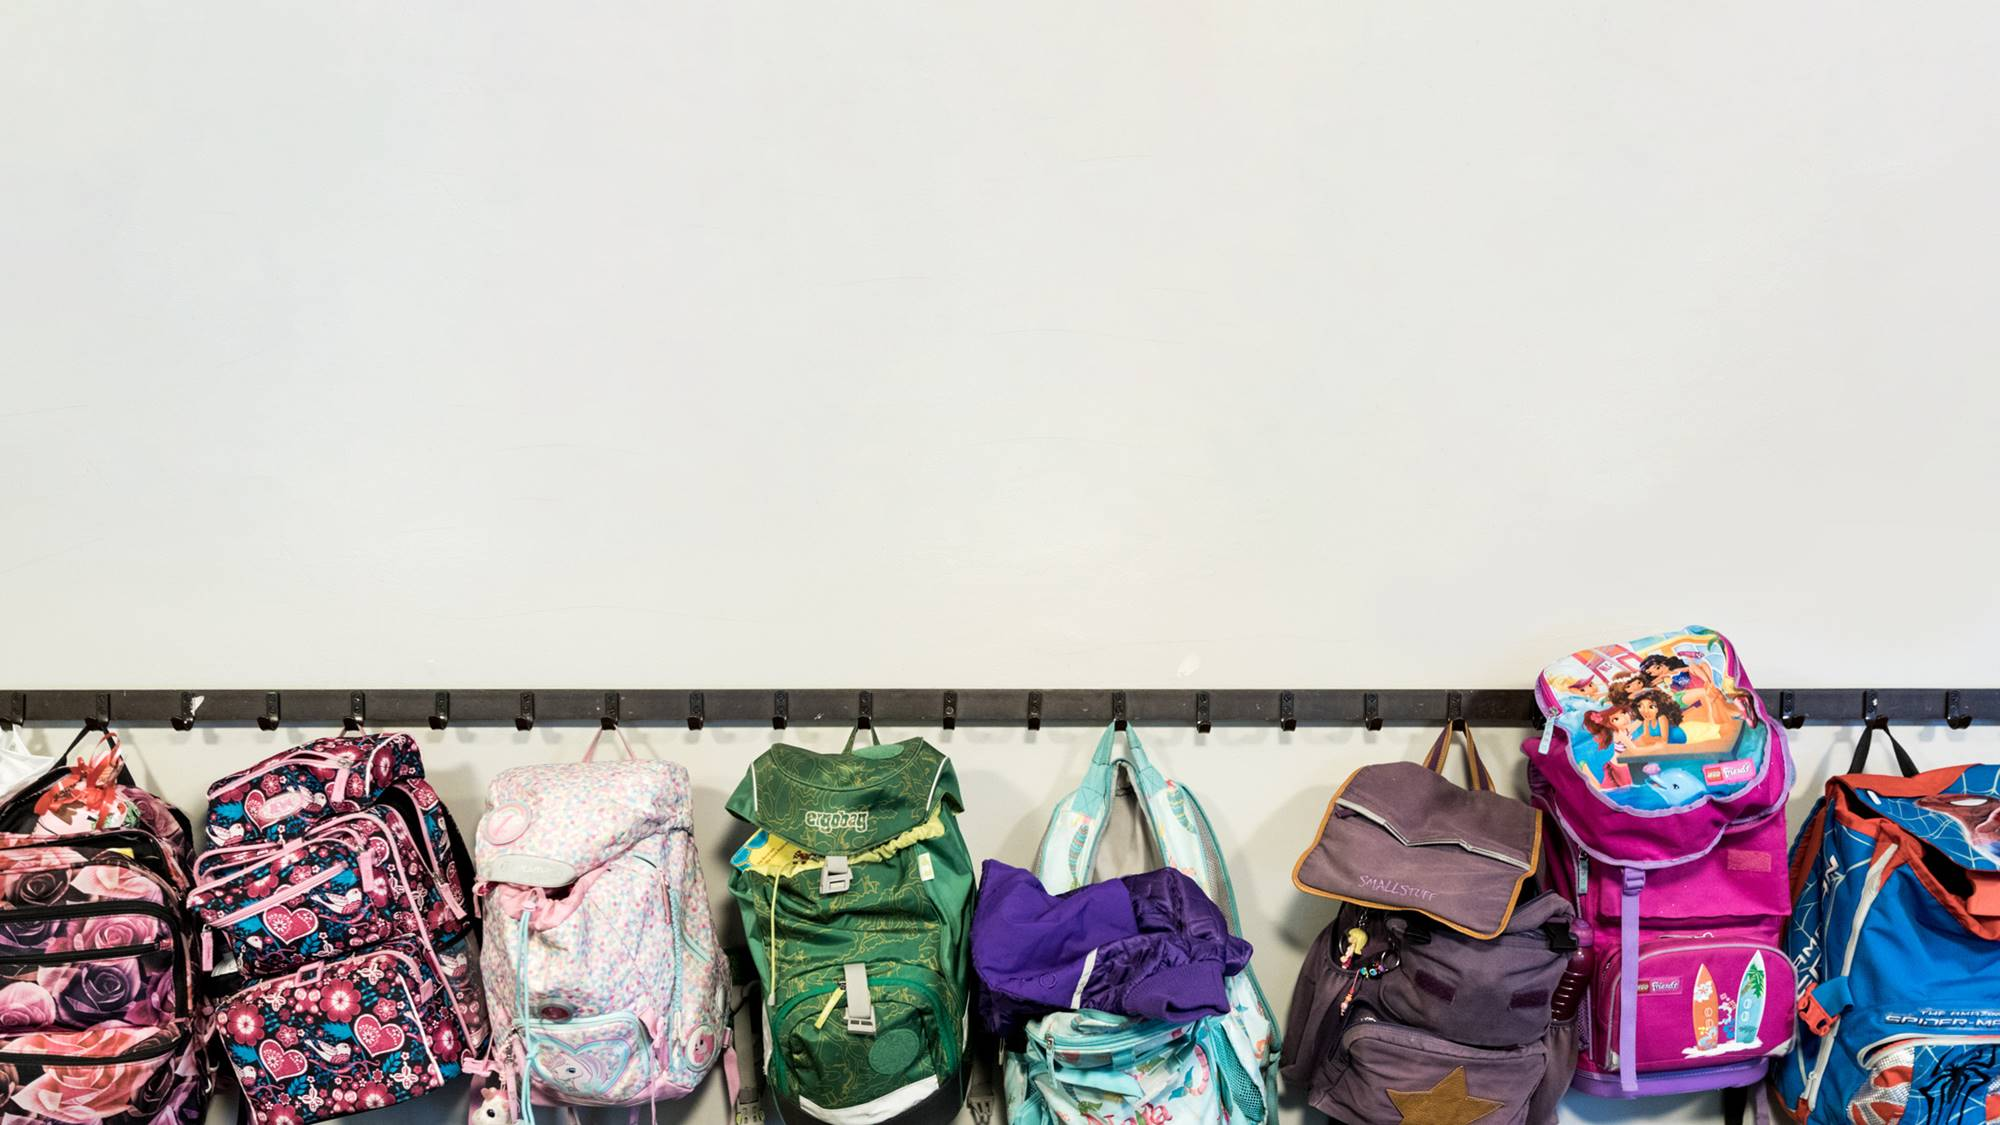 ergobag
SMALLSTUFF
LEGO Friends
LEGO Friends
THE AMAZING
SPIDER-MA